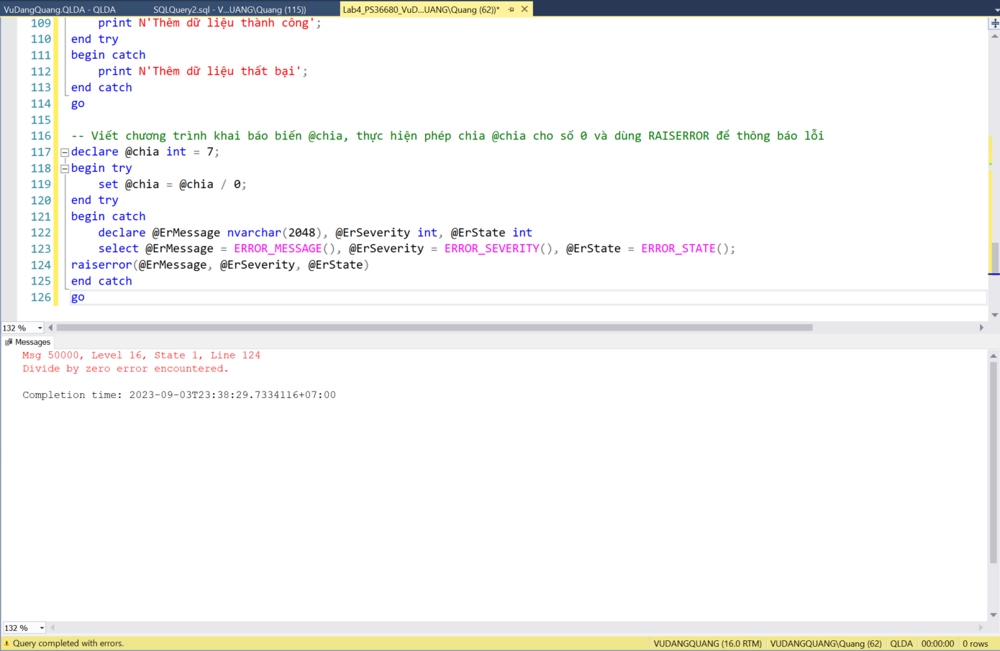 VuDangQuang.QLDA - QLDA
SQLQuery2.sql - V...UANG\Quang (115))
Lab4_PS36680_VuD...UANG\Quang (62))*
109 print N'Thêm dữ liệu thành công';
110 end try
111 begin catch
112 print N'Thêm dữ liệu thất bại';
113 end catch
114 go
115
116 -- Viết chương trình khai báo biến @chia, thực hiện phép chia @chia cho số 0 và dùng RAISERROR để thông báo lỗi
117 declare @chia int = 7;
118 begin try
119 set @chia = @chia / 0;
120 end try
121 begin catch
122 declare @ErMessage nvarchar(2048), @ErSeverity int, @ErState int
123 select @ErMessage = ERROR_MESSAGE(), @ErSeverity = ERROR_SEVERITY(), @ErState = ERROR_STATE();
124 raiserror(@ErMessage, @ErSeverity, @ErState)
125 end catch
126 go
132 %
Messages
Msg 50000, Level 16, State 1, Line 124
Divide by zero error encountered.
Completion time: 2023-09-03T23:38:29.7334116+07:00
132 %
Query completed with errors.
VUDANGQUANG (16.0 RTM)
VUDANGQUANG\Quang (62)
QLDA
00:00:00
0 rows